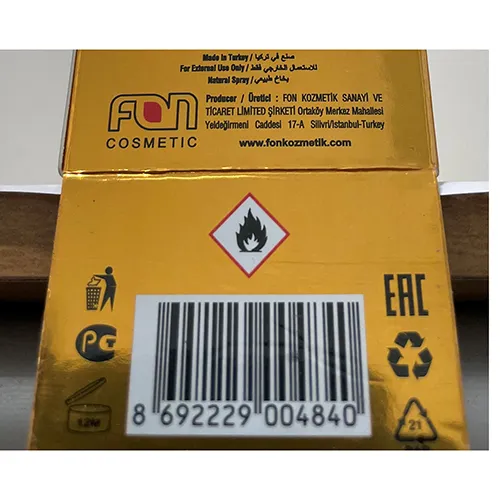 Made in Turkey / صنع في تركيا
For External Use Only / للاستعمال الخارجي فقط
Natural Spray / بخاخ طبيعي
Producer / Üretici : FON KOZMETİK SANAYİ VE
TİCARET LİMİTED ŞİRKETİ Ortaköy Merkez Mahallesi
Yeldeğirmeni Caddesi 17-A Silivri/Istanbul-Turkey
www.fonkozmetik.com
FON
COSMETIC
EAC
PG
8 692229 004840
21